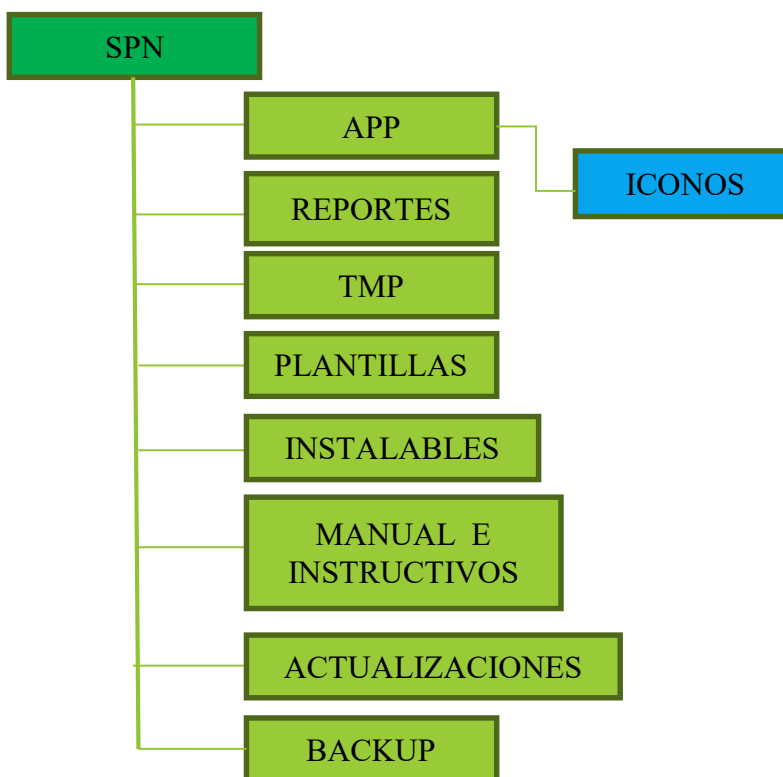 SPN
APP
ICONOS
REPORTES
TMP
PLANTILLAS
INSTALABLES
MANUAL E
INSTRUCTIVOS
ACTUALIZACIONES
BACKUP